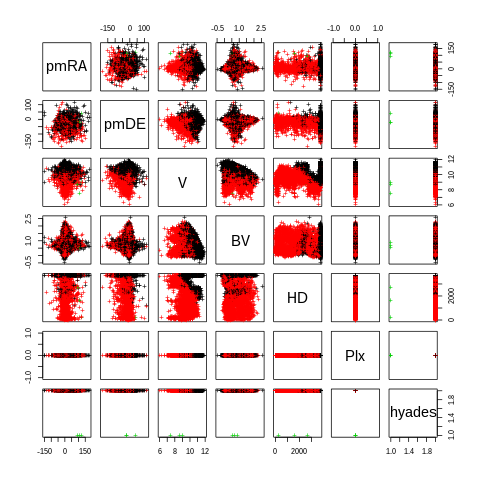 -150 0 100
-0.5 1.0 2.5
-1.0 0.0 1.0
pmRA
-150 0 150
-150 0 100
pmDE
V
6 8 10 12
-0.5 1.0 2.5
BV
HD
0 2000
-1.0 0.0 1.0
Plx
hyades
1.0 1.4 1.8
-150 0 150
6 8 10 12
0 2000
1.0 1.4 1.8